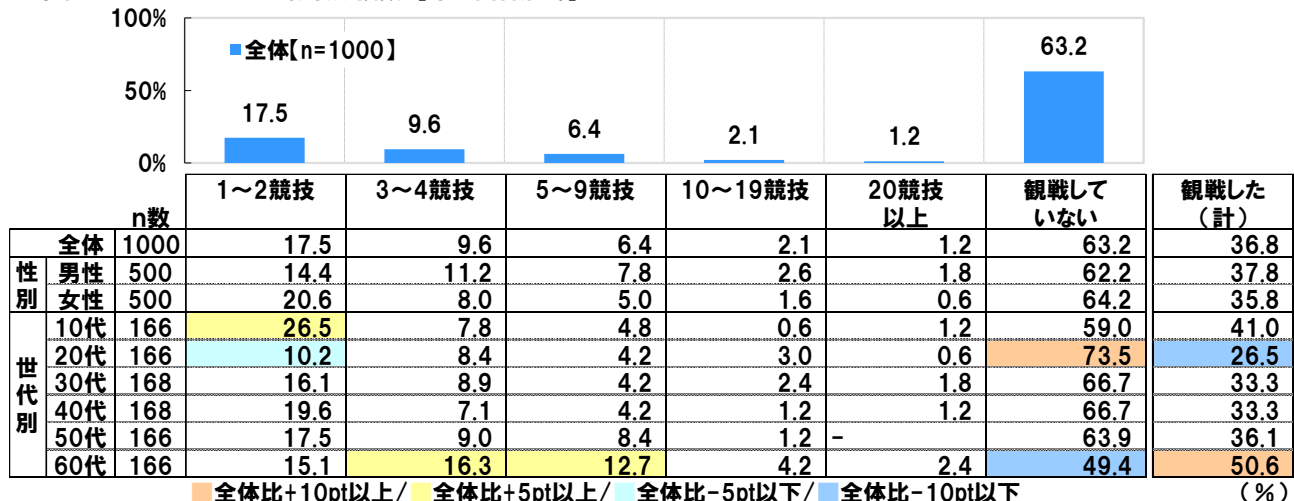 100%
■全体【n=1000】
63.2
50%
17.5
9.6
6.4
2.1
1.2
0%
n数 1～2競技 3～4競技 5～9競技 10～19競技 20競技以上 観戦していない 観戦した（計）
全体 1000 17.5 9.6 6.4 2.1 1.2 63.2 36.8
性別 男性 500 14.4 11.2 7.8 2.6 1.8 62.2 37.8
女性 500 20.6 8.0 5.0 1.6 0.6 64.2 35.8
世代別 10代 166 26.5 7.8 4.8 0.6 1.2 59.0 41.0
20代 166 10.2 8.4 4.2 3.0 0.6 73.5 26.5
30代 168 16.1 8.9 4.2 2.4 1.8 66.7 33.3
40代 168 19.6 7.1 4.2 1.2 1.2 66.7 33.3
50代 166 17.5 9.0 8.4 1.2 - 63.9 36.1
60代 166 15.1 16.3 12.7 4.2 2.4 49.4 50.6
■全体比+10pt以上/■全体比+5pt以上/■全体比-5pt以下/■全体比-10pt以下 （％）